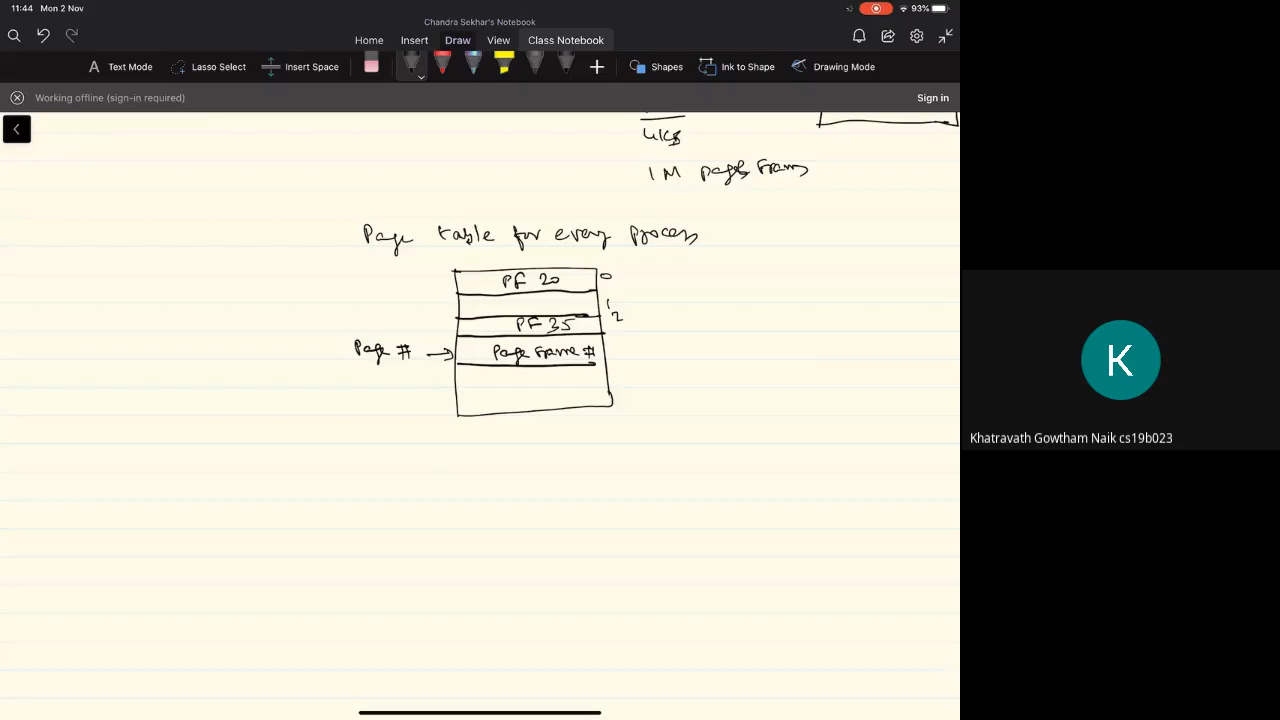 11:44 Mon 2 Nov
93%
Chandra Sekhar's Notebook
Home Insert Draw View Class Notebook
Text Mode Lasso Select Insert Space Shapes Ink to Shape Drawing Mode
Working offline (sign-in required) Sign in
4KB
1M Page Frames
Page table for every process
PF 20 0
1
PF 35 2
Page # → Page Frame #
K
Khatravath Gowtham Naik cs19b023